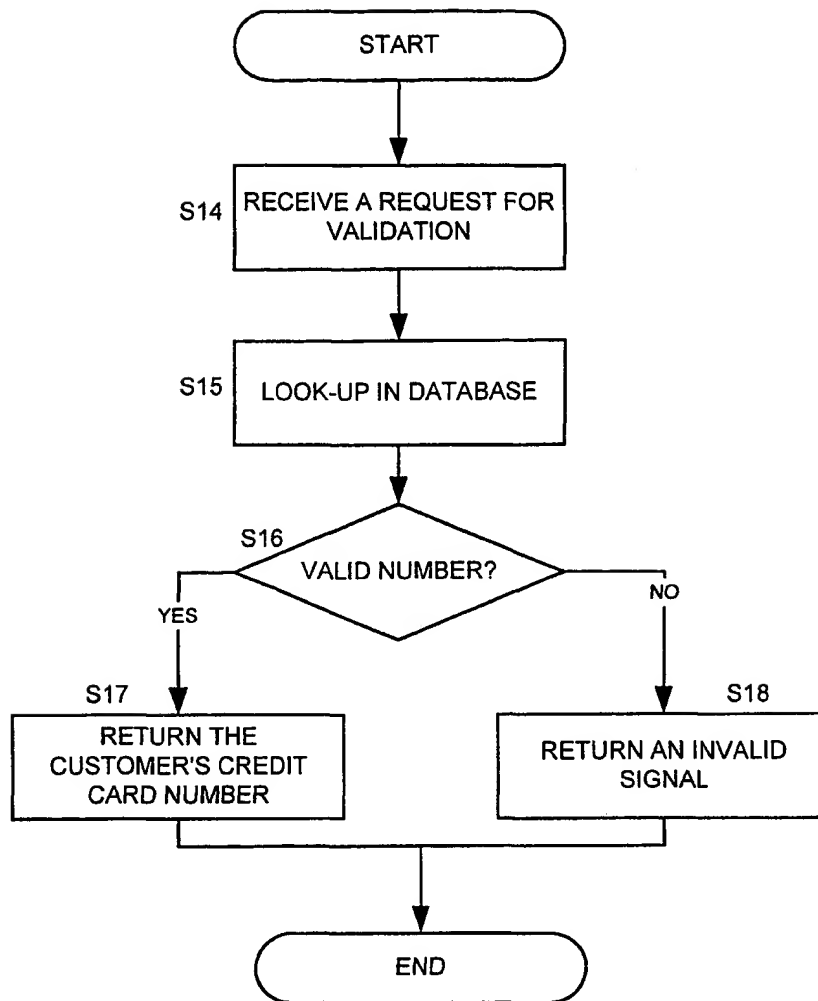 START
S14
RECEIVE A REQUEST FOR
VALIDATION
S15
LOOK-UP IN DATABASE
S16
VALID NUMBER?
YES
NO
S17
RETURN THE
CUSTOMER'S CREDIT
CARD NUMBER
S18
RETURN AN INVALID
SIGNAL
END